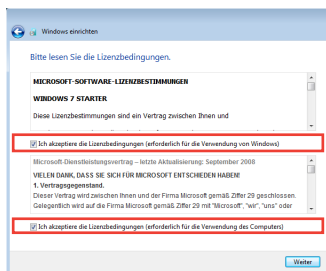 Windows einrichten
Bitte lesen Sie die Lizenzbedingungen.
MICROSOFT-SOFTWARE-LIZENZBESTIMMUNGEN
WINDOWS 7 STARTER
Diese Lizenzbestimmungen sind ein Vertrag zwischen Ihnen und
Ich akzeptiere die Lizenzbedingungen (erforderlich für die Verwendung von Windows)
Microsoft-Dienstleistungsvertrag – letzte Aktualisierung: September 2008
VIELEN DANK, DASS SIE SICH FÜR MICROSOFT ENTSCHIEDEN HABEN!
1. Vertragsgegenstand.
Dieser Vertrag wird zwischen Ihnen und der Firma Microsoft gemäß Ziffer 29 geschlossen.
Gelegentlich wird auf die Firma Microsoft gemäß Ziffer 29 mit "Microsoft", "wir", "uns" oder
Ich akzeptiere die Lizenzbedingungen (erforderlich für die Verwendung des Computers)
Weiter